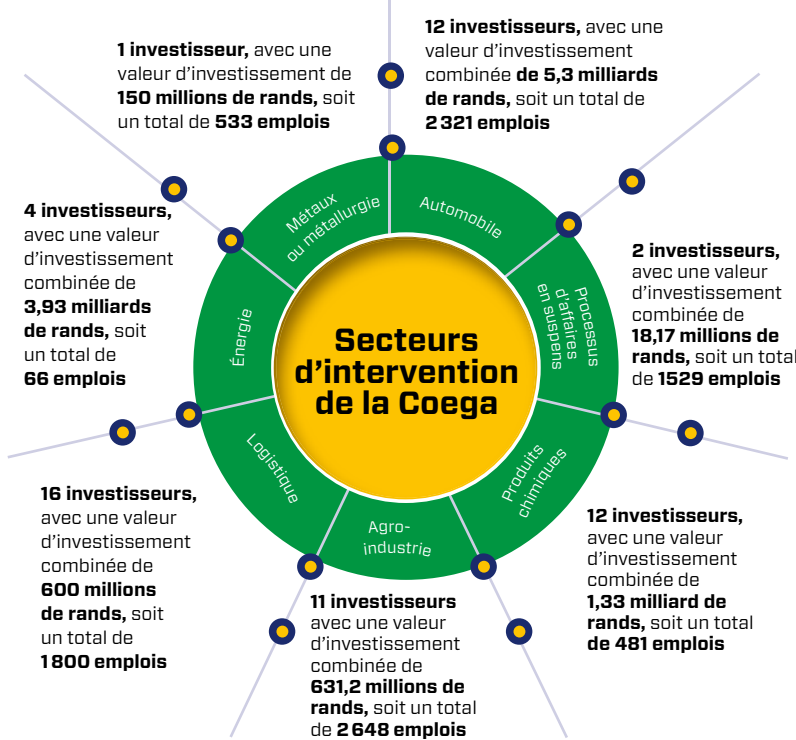 1 investisseur, avec une
valeur d’investissement de
150 millions de rands, soit
un total de 533 emplois
12 investisseurs, avec une
valeur d’investissement
combinée de 5,3 milliards
de rands, soit un total de
2 321 emplois
4 investisseurs,
avec une valeur
d’investissement
combinée de
3,93 milliards
de rands, soit
un total de
66 emplois
2 investisseurs,
avec une valeur
d’investissement
combinée de
18,17 millions de
rands, soit un total
de 1529 emplois
Métaux
ou métallurgie
Automobile
Processus
d'affaires
en suspens
Énergie
Secteurs
d’intervention
de la Coega
Logistique
Agro-
industrie
Produits
chimiques
16 investisseurs,
avec une valeur
d’investissement
combinée de
600 millions
de rands, soit
un total de
1 800 emplois
11 investisseurs
avec une valeur
d’investissement
combinée de
631,2 millions de
rands, soit un total
de 2 648 emplois
12 investisseurs,
avec une valeur
d’investissement
combinée de
1,33 milliard de
rands, soit un total
de 481 emplois